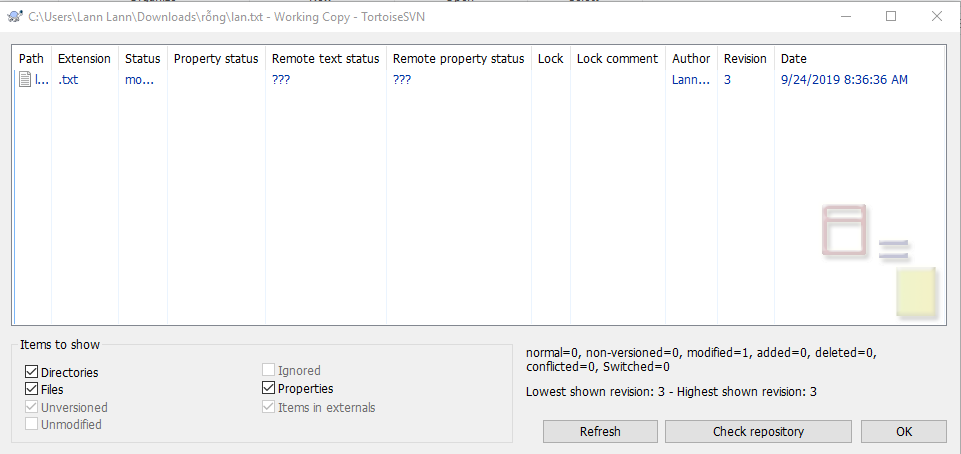 C:\Users\Lann Lann\Downloads\rỗng\lan.txt - Working Copy - TortoiseSVN
Path Extension Status Property status Remote text status Remote property status Lock Lock comment Author Revision Date
l... .txt mo... ??? ??? Lann... 3 9/24/2019 8:36:36 AM
Items to show
Directories
Files
Unversioned
Unmodified
Ignored
Properties
Items in externals
normal=0, non-versioned=0, modified=1, added=0, deleted=0,
conflicted=0, Switched=0
Lowest shown revision: 3 - Highest shown revision: 3
Refresh Check repository OK